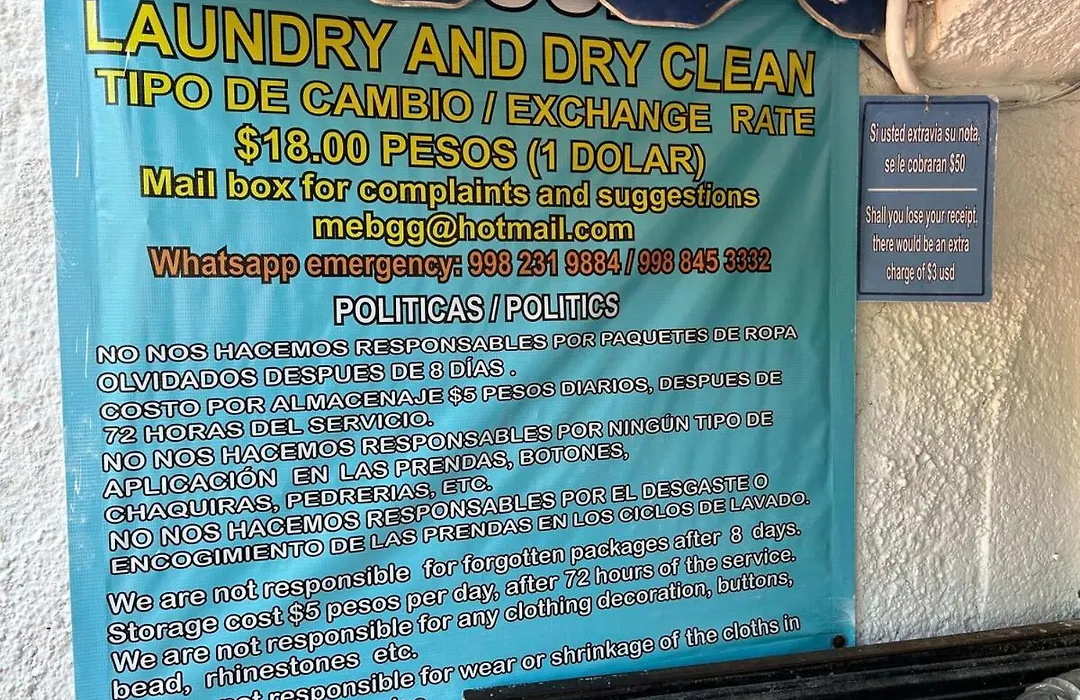 LAUNDRY AND DRY CLEAN
TIPO DE CAMBIO / EXCHANGE RATE
$18.00 PESOS (1 DOLAR)
Mail box for complaints and suggestions
mebgg@hotmail.com
Whatsapp emergency: 998 231 9884 / 998 845 3332
POLITICAS / POLITICS
NO NOS HACEMOS RESPONSABLES POR PAQUETES DE ROPA
OLVIDADOS DESPUES DE 8 DÍAS .
COSTO POR ALMACENAJE $5 PESOS DIARIOS, DESPUES DE
72 HORAS DEL SERVICIO.
NO NOS HACEMOS RESPONSABLES POR NINGÚN TIPO DE
APLICACIÓN EN LAS PRENDAS, BOTONES,
CHAQUIRAS, PEDRERIAS, ETC.
NO NOS HACEMOS RESPONSABLES POR EL DESGASTE O
ENCOGIMIENTO DE LAS PRENDAS EN LOS CICLOS DE LAVADO.
We are not responsible for forgotten packages after 8 days.
Storage cost $5 pesos per day, after 72 hours of the service.
We are not responsible for any clothing decoration, buttons,
bead, rhinestones etc.
not responsible for wear or shrinkage of the cloths in
Si usted extravia su nota,
se le cobraran $50
Shall you lose your receipt,
there would be an extra
charge of $3 usd